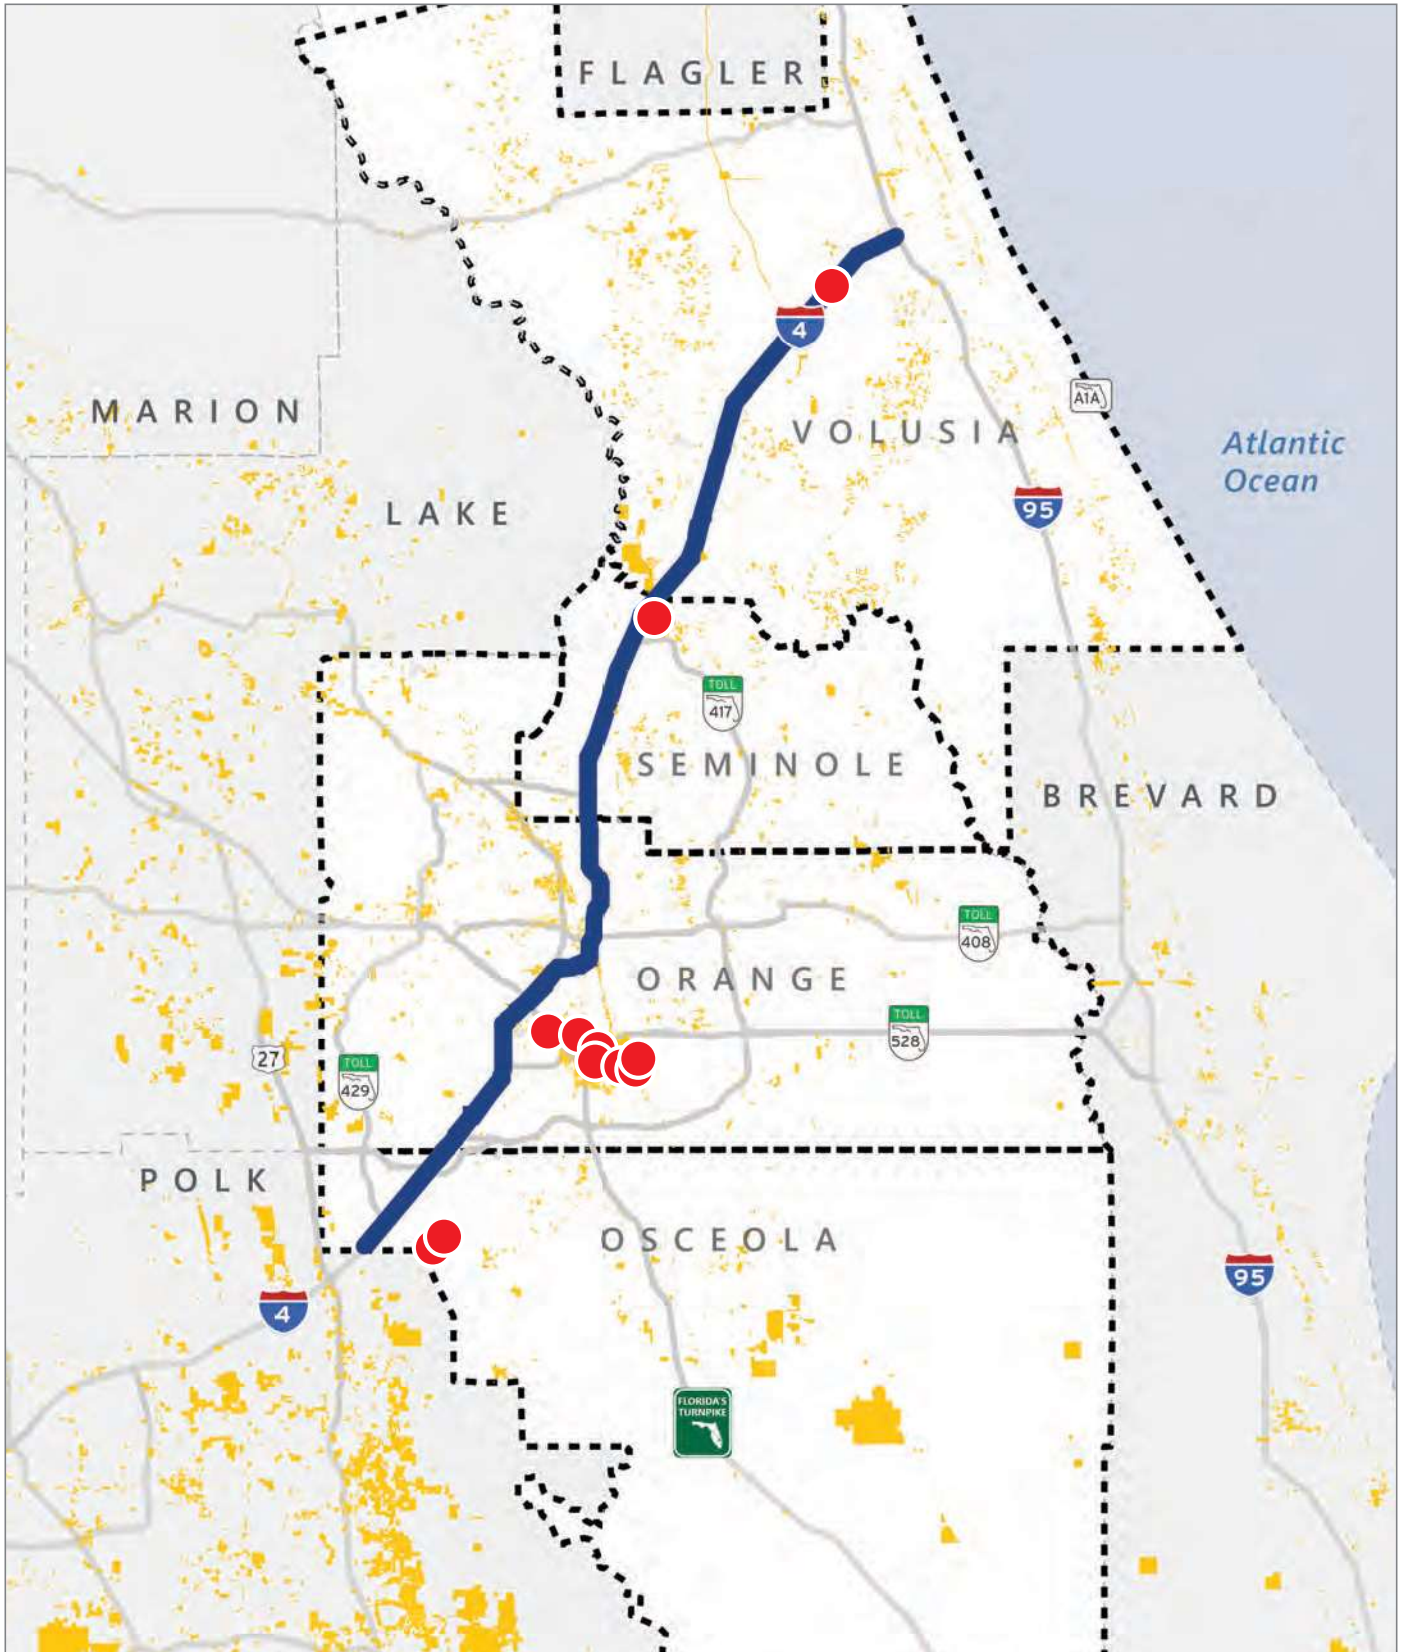 FLAGLER
4
A1A
MARION
VOLUSIA
Atlantic
Ocean
LAKE
95
TOLL
417
SEMINOLE
BREVARD
TOLL
408
ORANGE
TOLL
528
27
TOLL
429
POLK
OSCEOLA
95
4
FLORIDA'S
TURNPIKE